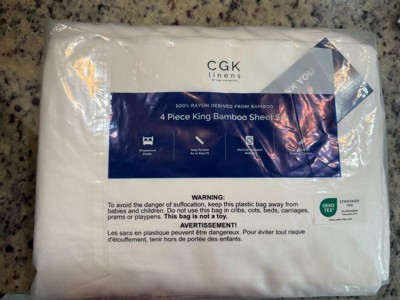 CGK
linens
100% RAYON DERIVED FROM BAMBOO
4 Piece King Bamboo Sheet S
YOU
WARNING:
To avoid the danger of suffocation, keep this plastic bag away from
babies and children. Do not use this bag in cribs, cots, beds, carriages,
prams or playpens. This bag is not a toy.
AVERTISSEMENT!
Les sacs en plastique peuvent être dangereux. Pour éviter tout risque
d'étouffement, tenir hors de portée des enfants.
OEKO
TEX®
STANDARD
100